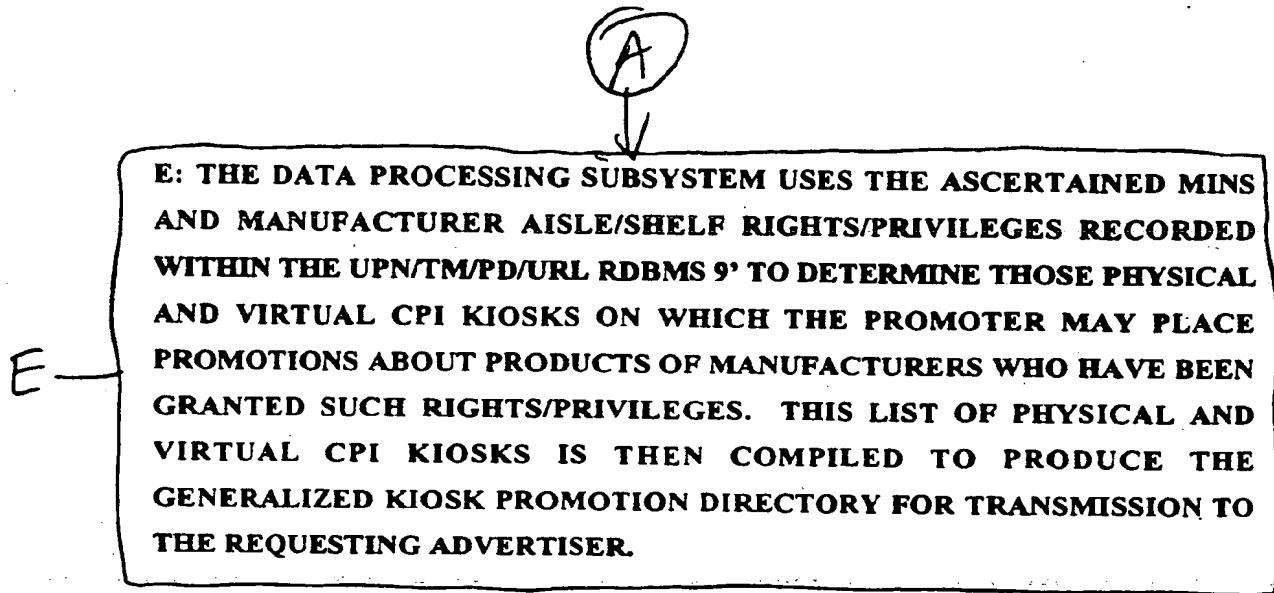 A
E: THE DATA PROCESSING SUBSYSTEM USES THE ASCERTAINED MINS
AND MANUFACTURER AISLE/SHELF RIGHTS/PRIVILEGES RECORDED
WITHIN THE UPN/TM/PD/URL RDBMS 9' TO DETERMINE THOSE PHYSICAL
AND VIRTUAL CPI KIOSKS ON WHICH THE PROMOTER MAY PLACE
PROMOTIONS ABOUT PRODUCTS OF MANUFACTURERS WHO HAVE BEEN
E
GRANTED SUCH RIGHTS/PRIVILEGES. THIS LIST OF PHYSICAL AND
VIRTUAL CPI KIOSKS IS THEN COMPILED TO PRODUCE THE
GENERALIZED KIOSK PROMOTION DIRECTORY FOR TRANSMISSION TO
THE REQUESTING ADVERTISER.